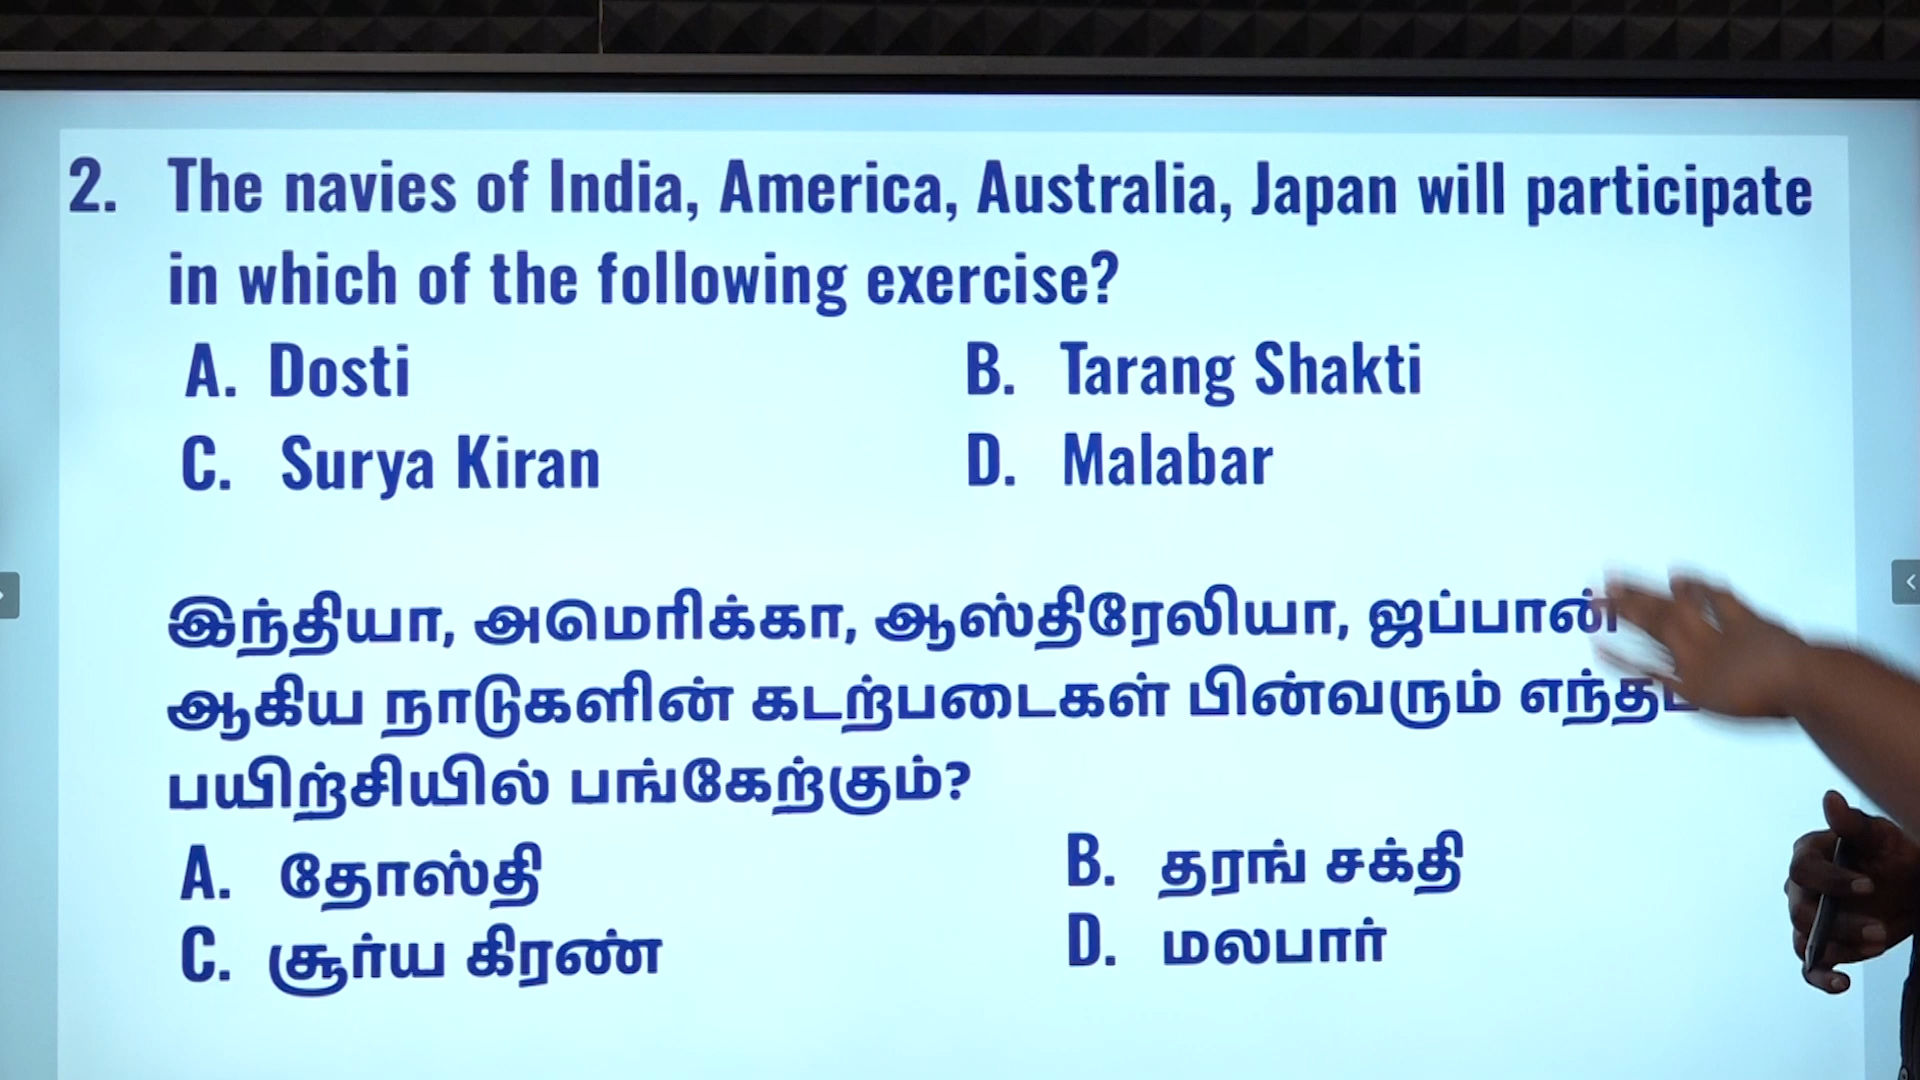 2. The navies of India, America, Australia, Japan will participate
in which of the following exercise?
A. Dosti B. Tarang Shakti
C. Surya Kiran D. Malabar
இந்தியா, அமெரிக்கா, ஆஸ்திரேலியா, ஜப்பான்
ஆகிய நாடுகளின் கடற்படைகள் பின்வரும்
பயிற்சியில் பங்கேற்கும்?
A. தோஸ்தி B. தரங் சக்தி
C. சூர்ய கிரண் D. மலபார்